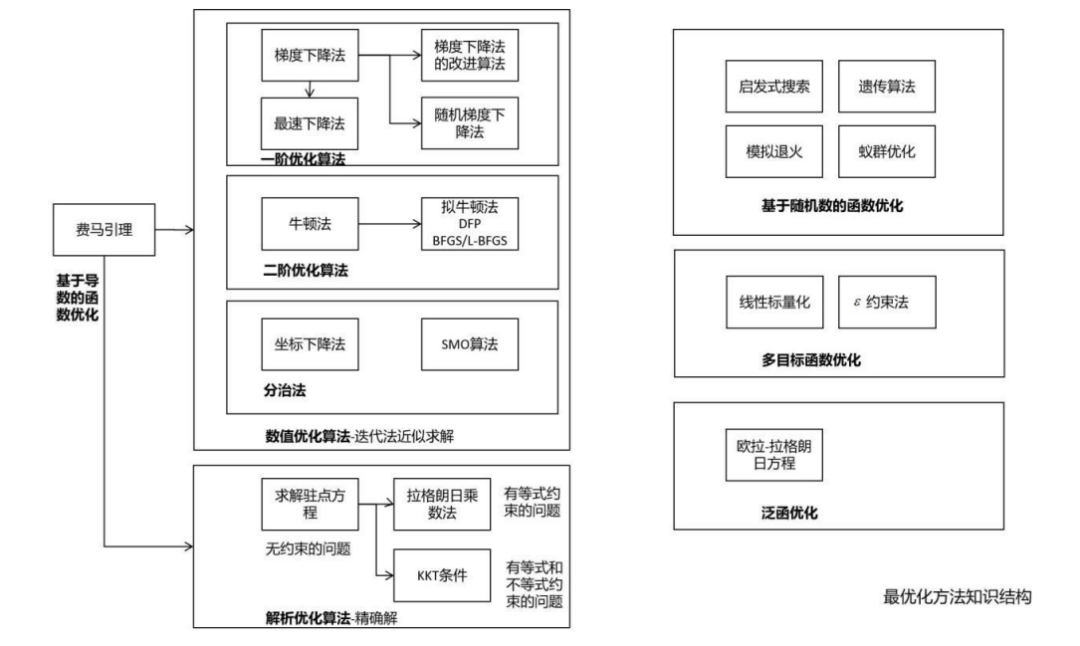 费马引理
基于导
数的函
数优化
梯度下降法
梯度下降法
的改进算法
最速下降法
随机梯度下
降法
一阶优化算法
牛顿法
拟牛顿法
DFP
BFGS/L-BFGS
二阶优化算法
坐标下降法
SMO算法
分治法
数值优化算法-迭代法近似求解
求解驻点方
程
拉格朗日乘
数法
有等式约
束的问题
无约束的问题
KKT条件
有等式和
不等式约
束的问题
解析优化算法-精确解
启发式搜索
遗传算法
模拟退火
蚁群优化
基于随机数的函数优化
线性标量化
ε 约束法
多目标函数优化
欧拉-拉格朗
日方程
泛函优化
最优化方法知识结构